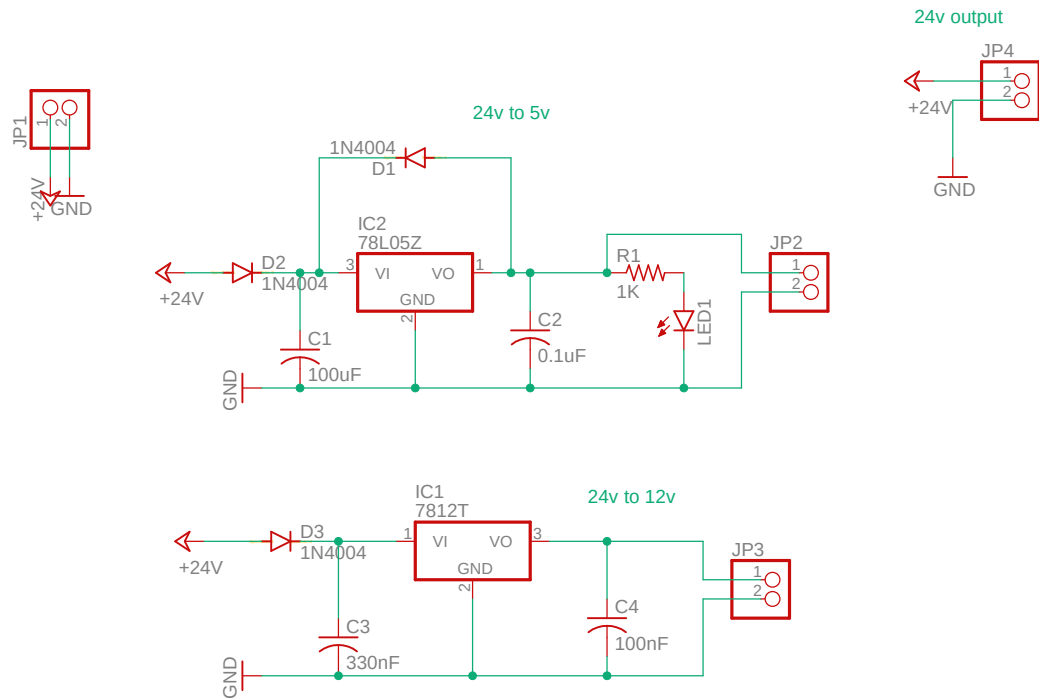 24v output
JP4
1
2
+24V
GND
JP1
1
2
+24V
GND
24v to 5v
1N4004
D1
IC2
78L05Z
D2
1N4004
+24V
3
VI
VO
1
GND
2
C1
100uF
C2
0.1uF
R1
1K
LED1
JP2
1
2
GND
24v to 12v
IC1
7812T
D3
1N4004
+24V
1
VI
VO
3
GND
2
C3
330nF
C4
100nF
JP3
1
2
GND